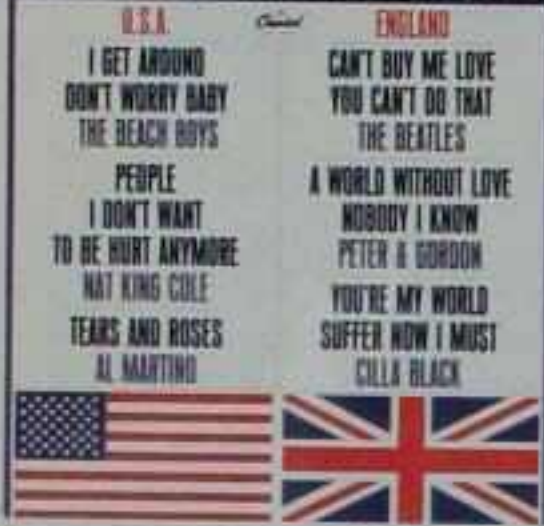 U.S.A.
I GET AROUND
DON'T WORRY BABY
THE BEACH BOYS
PEOPLE
I DON'T WANT
TO BE HURT ANYMORE
NAT KING COLE
TEARS AND ROSES
AL MARTINO
Capitol
ENGLAND
CAN'T BUY ME LOVE
YOU CAN'T DO THAT
THE BEATLES
A WORLD WITHOUT LOVE
NOBODY I KNOW
PETER & GORDON
YOU'RE MY WORLD
SUFFER NOW I MUST
CILLA BLACK